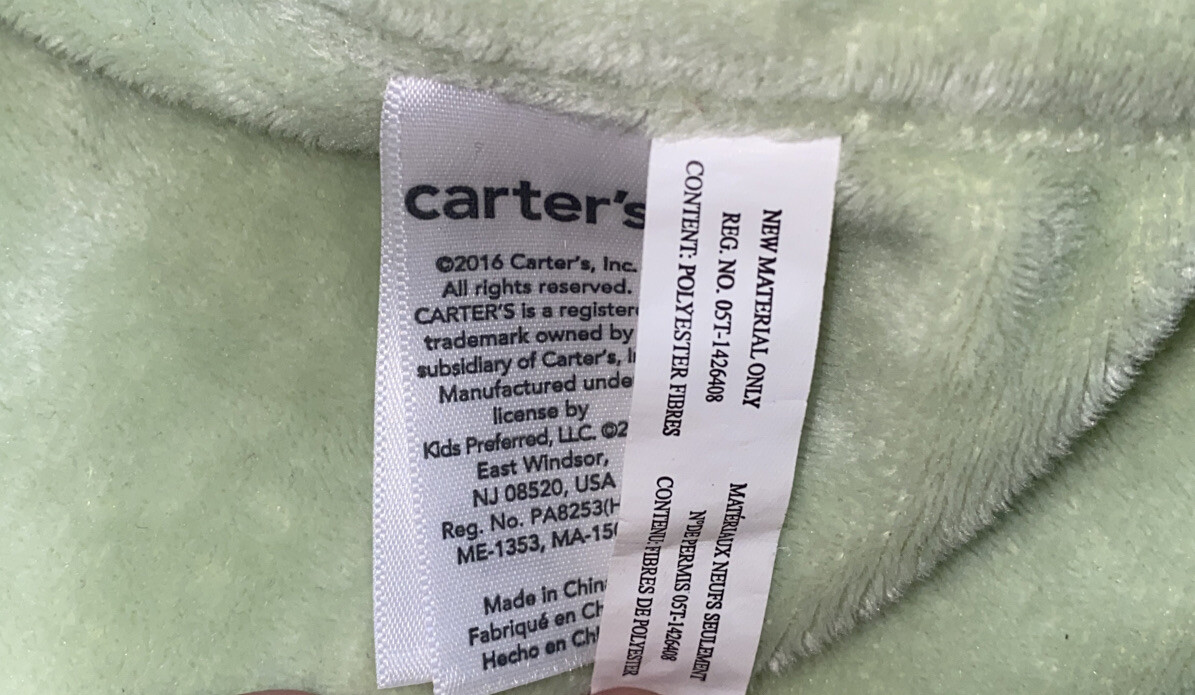 carter's
©2016 Carter's, Inc.
All rights reserved.
CARTER'S is a register
trademark owned by
subsidiary of Carter's, I
Manufactured unde
license by
Kids Preferred, LLC. ©2
East Windsor,
NJ 08520, USA
Reg. No. PA8253(H
ME-1353, MA-15
Made in Chin
Fabriqué en Ch
Hecho en Ch
NEW MATERIAL ONLY
REG. NO. 05T-1426408
CONTENT: POLYESTER FIBRES
MATÉRIAUX NEUFS SEULEMENT
N°DE PERMIS 05T-1426408
CONTENU:FIBRES DE POLYESTER